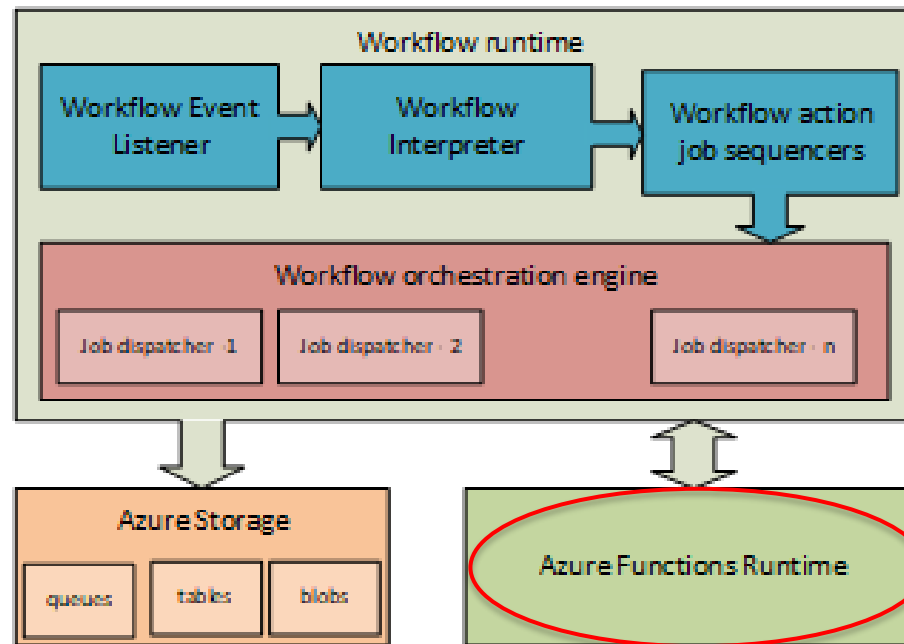 Workflow runtime
Workflow Event
Listener
Workflow
Interpreter
Workflow action
job sequencers
Workflow orchestration engine
Job dispatcher -1
Job dispatcher - 2
Job dispatcher - n
Azure Storage
queues
tables
blobs
Azure Functions Runtime